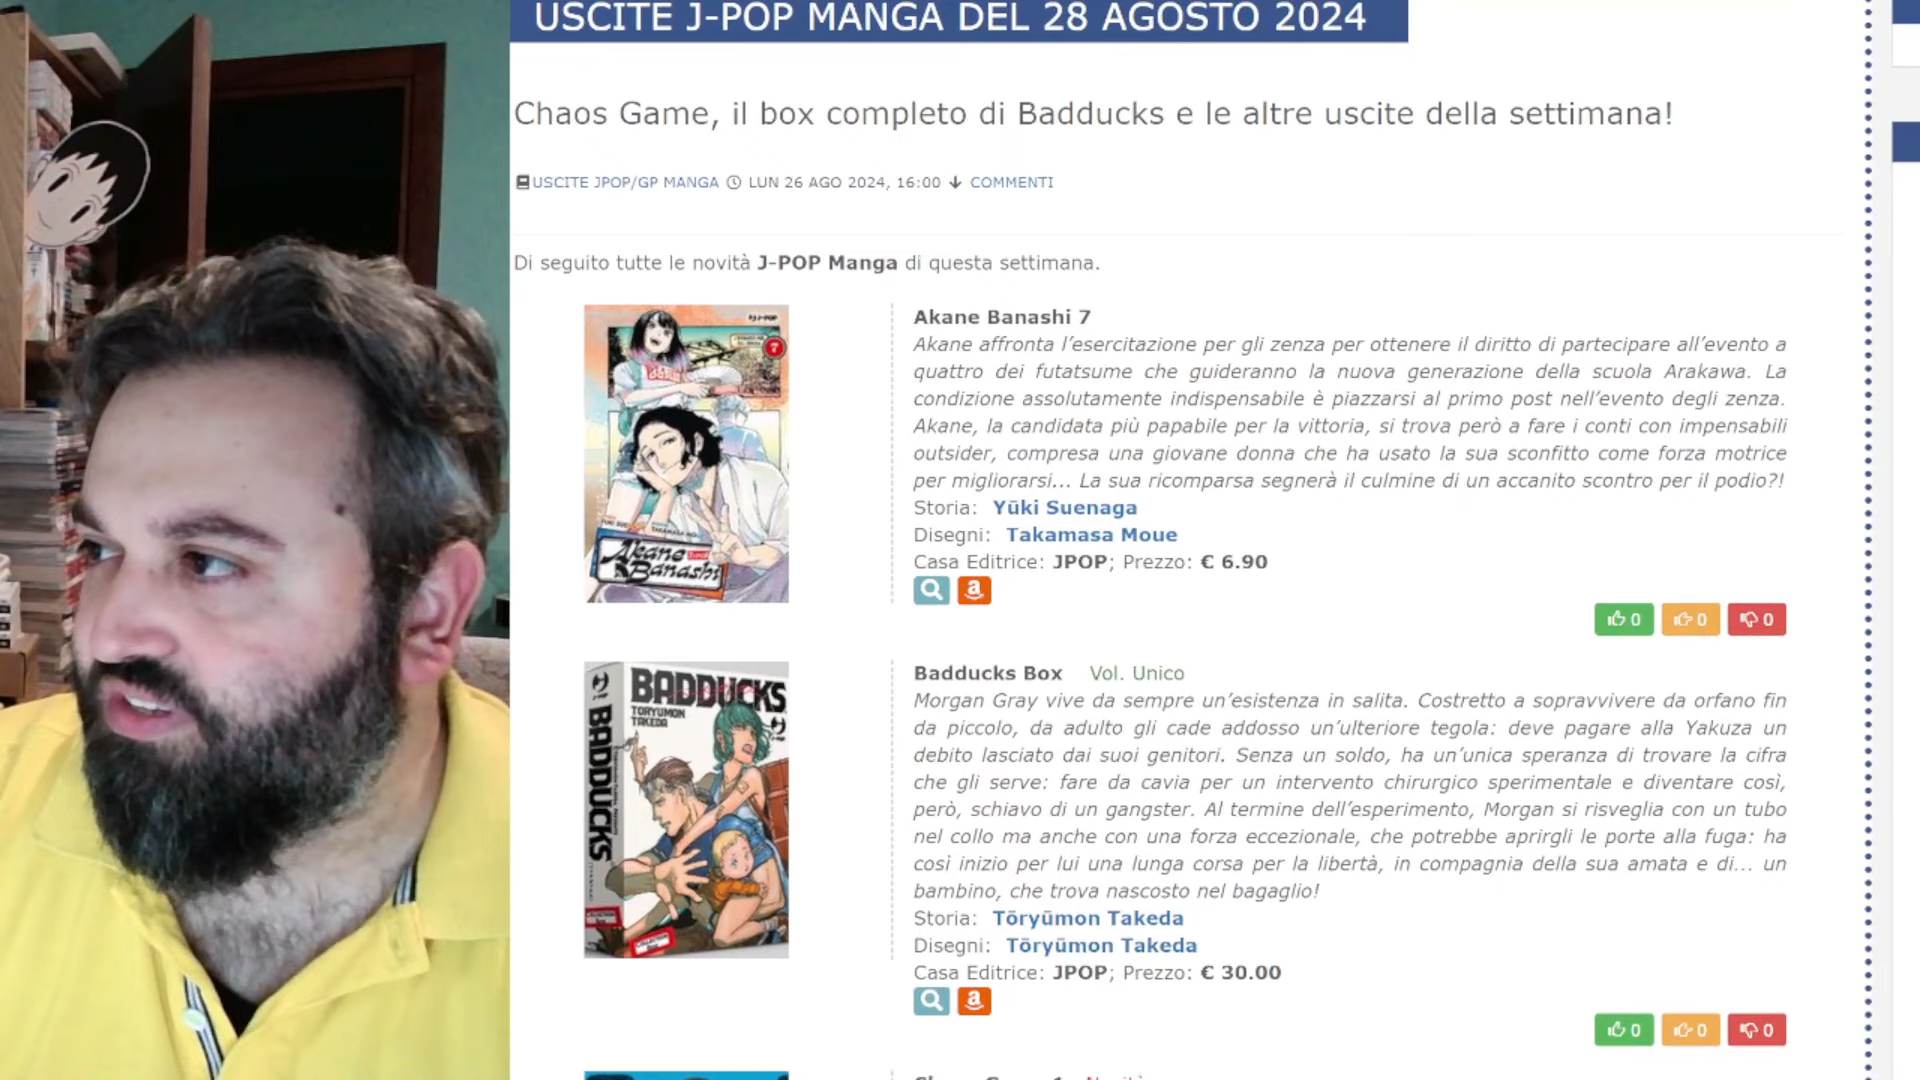 USCITE J-POP MANGA DEL 28 AGOSTO 2024
Chaos Game, il box completo di Badducks e le altre uscite della settimana!
USCITE JPOP/GP MANGA LUN 26 AGO 2024, 16:00 COMMENTI
Di seguito tutte le novità J-POP Manga di questa settimana.
J-POP
7
Akane
Banashi
Akane Banashi 7
Akane affronta l’esercitazione per gli zenza per ottenere il diritto di partecipare all’evento a
quattro dei futatsume che guideranno la nuova generazione della scuola Arakawa. La
condizione assolutamente indispensabile è piazzarsi al primo post nell’evento degli zenza.
Akane, la candidata più papabile per la vittoria, si trova però a fare i conti con impensabili
outsider, compresa una giovane donna che ha usato la sua sconfitto come forza motrice
per migliorarsi... La sua ricomparsa segnerà il culmine di un accanito scontro per il podio?!
Storia: Yūki Suenaga
Disegni: Takamasa Moue
Casa Editrice: JPOP; Prezzo: € 6.90
0 0 0
BADDUCKS
TORYUMON
TAKEDA
BADDUCKS
Badducks Box Vol. Unico
Morgan Gray vive da sempre un’esistenza in salita. Costretto a sopravvivere da orfano fin
da piccolo, da adulto gli cade addosso un’ulteriore tegola: deve pagare alla Yakuza un
debito lasciato dai suoi genitori. Senza un soldo, ha un’unica speranza di trovare la cifra
che gli serve: fare da cavia per un intervento chirurgico sperimentale e diventare così,
però, schiavo di un gangster. Al termine dell’esperimento, Morgan si risveglia con un tubo
nel collo ma anche con una forza eccezionale, che potrebbe aprirgli le porte alla fuga: ha
così inizio per lui una lunga corsa per la libertà, in compagnia della sua amata e di... un
bambino, che trova nascosto nel bagaglio!
Storia: Tōryūmon Takeda
Disegni: Tōryūmon Takeda
Casa Editrice: JPOP; Prezzo: € 30.00
0 0 0